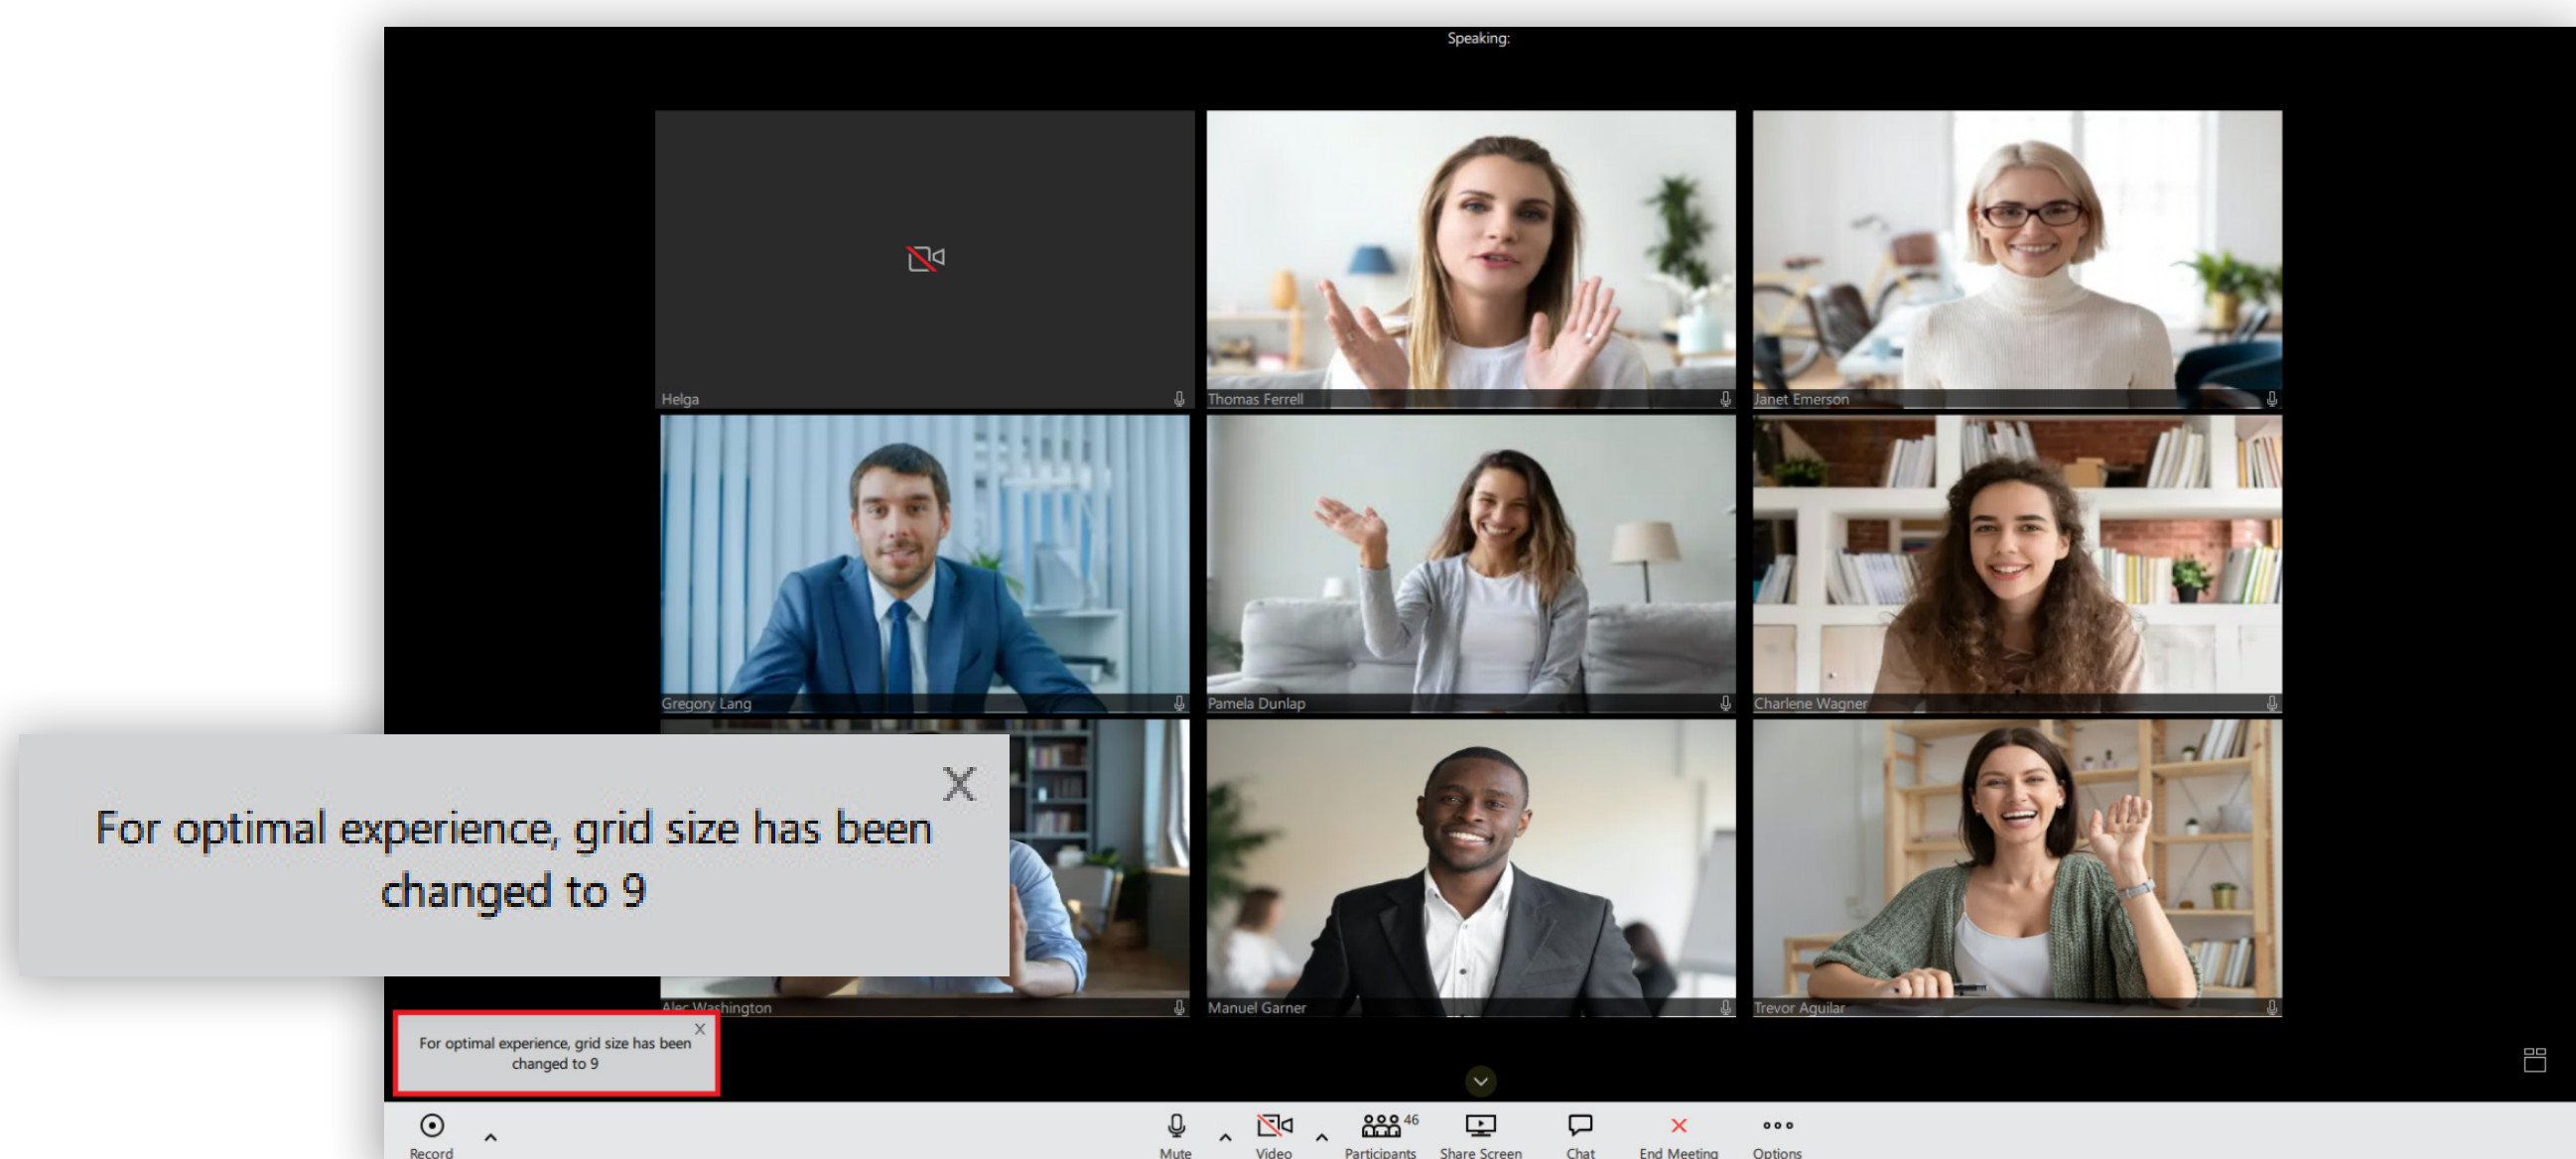 Speaking:
Helga
Thomas Ferrell
Janet Emerson
Gregory Lang
Pamela Dunlap
Charlene Wagner
X
For optimal experience, grid size has been
changed to 9
Alec Washington
Manuel Garner
Trevor Aguilar
X
For optimal experience, grid size has been
changed to 9
46
Record
Mute
Video
Participants
Share Screen
Chat
End Meeting
Options